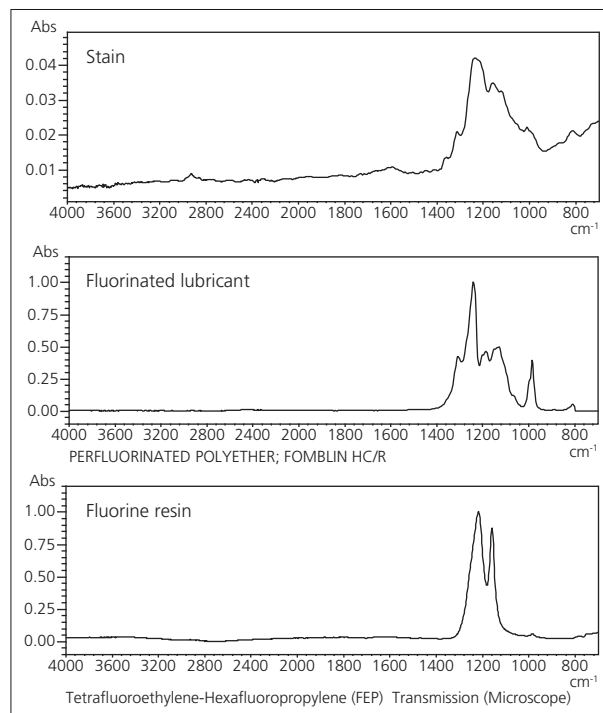 Abs
Stain
0.04
0.03
0.02
0.01
4000 3600 3200 2800 2400 2000 1800 1600 1400 1200 1000 800
cm-1
Abs
Fluorinated lubricant
1.00
0.75
0.50
0.25
0.00
4000 3600 3200 2800 2400 2000 1800 1600 1400 1200 1000 800
PERFLUORINATED POLYETHER; FOMBLIN HC/R cm-1
Abs
Fluorine resin
1.00
0.75
0.50
0.25
0.00
4000 3600 3200 2800 2400 2000 1800 1600 1400 1200 1000 800
cm-1
Tetrafluoroethylene-Hexafluoropropylene (FEP) Transmission (Microscope)